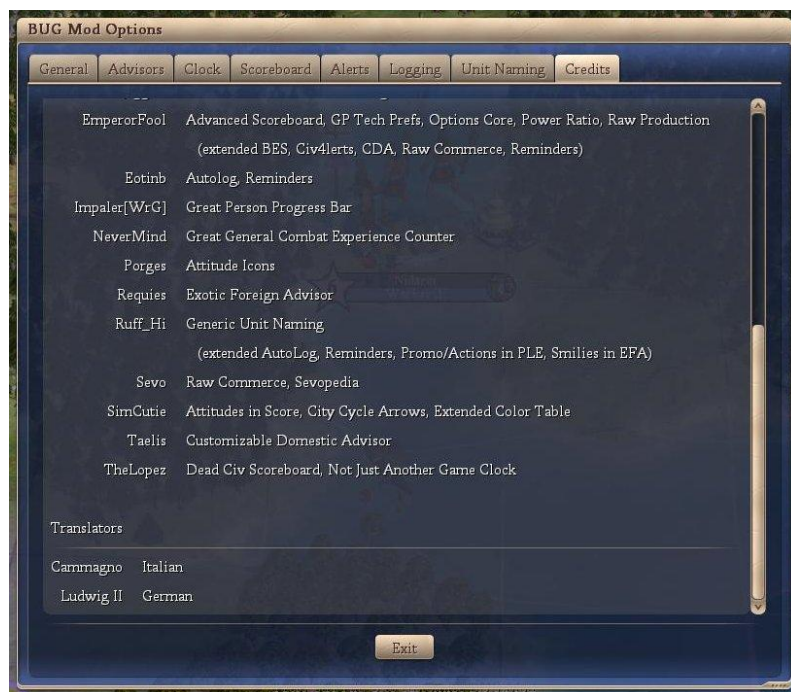 BUG Mod Options
General Advisors Clock Scoreboard Alerts Logging Unit Naming Credits
EmperorFool Advanced Scoreboard, GP Tech Prefs, Options Core, Power Ratio, Raw Production
(extended BES, Civ4lerts, CDA, Raw Commerce, Reminders)
Eotinb Autolog, Reminders
Impaler[WrG] Great Person Progress Bar
NeverMind Great General Combat Experience Counter
Porges Attitude Icons
Requies Exotic Foreign Advisor
Ruff_Hi Generic Unit Naming
(extended AutoLog, Reminders, Promo/Actions in PLE, Smilies in EFA)
Sevo Raw Commerce, Sevopedia
SimCutie Attitudes in Score, City Cycle Arrows, Extended Color Table
Taelis Customizable Domestic Advisor
TheLopez Dead Civ Scoreboard, Not Just Another Game Clock
Translators
Cammagno Italian
Ludwig II German
Exit